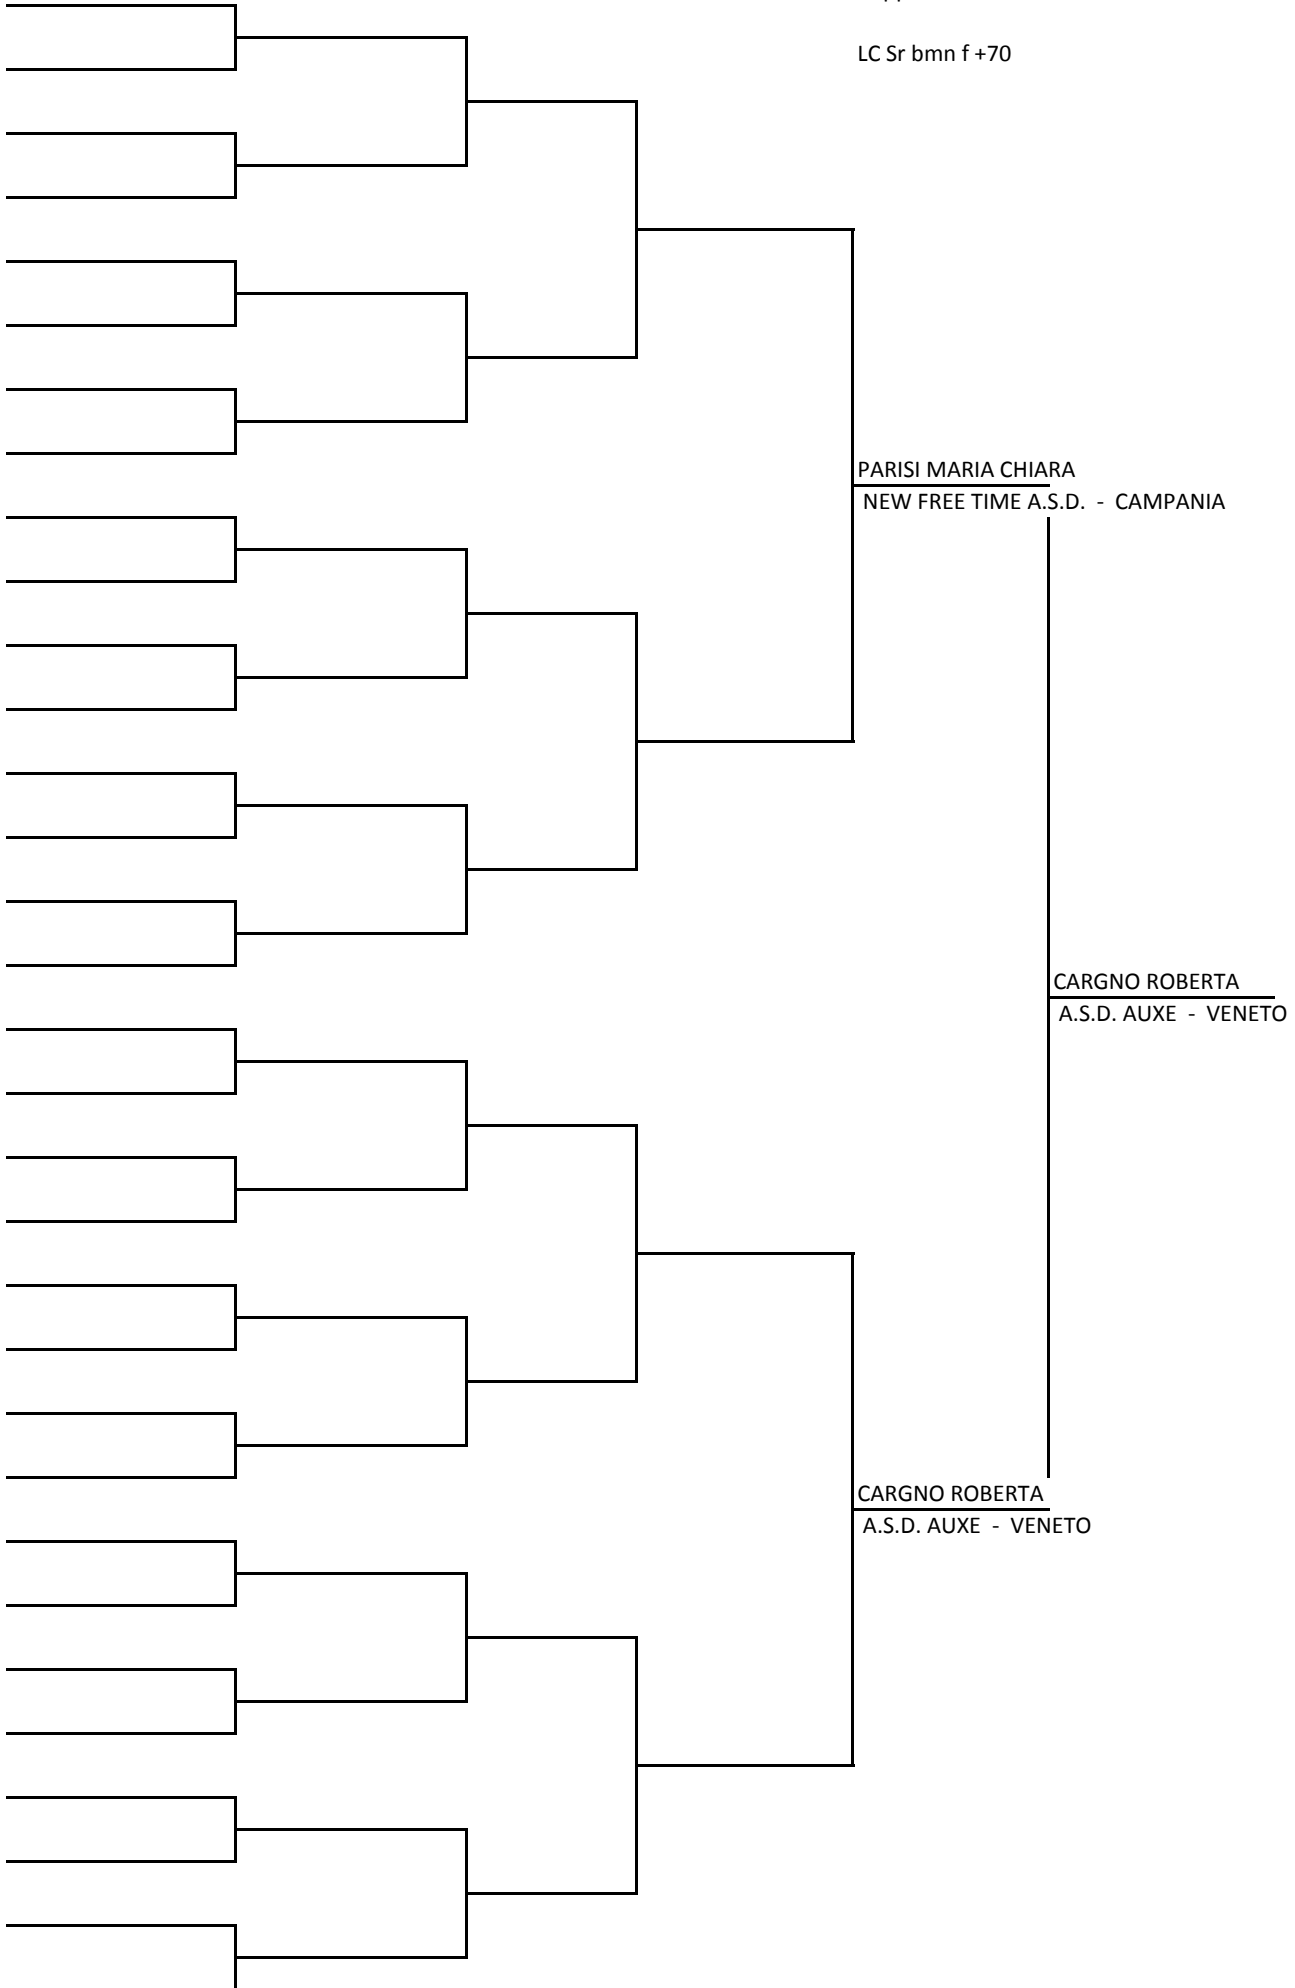 LC Sr bmn f +70
PARISI MARIA CHIARA
NEW FREE TIME A.S.D. - CAMPANIA
CARGNO ROBERTA
A.S.D. AUXE - VENETO
CARGNO ROBERTA
A.S.D. AUXE - VENETO